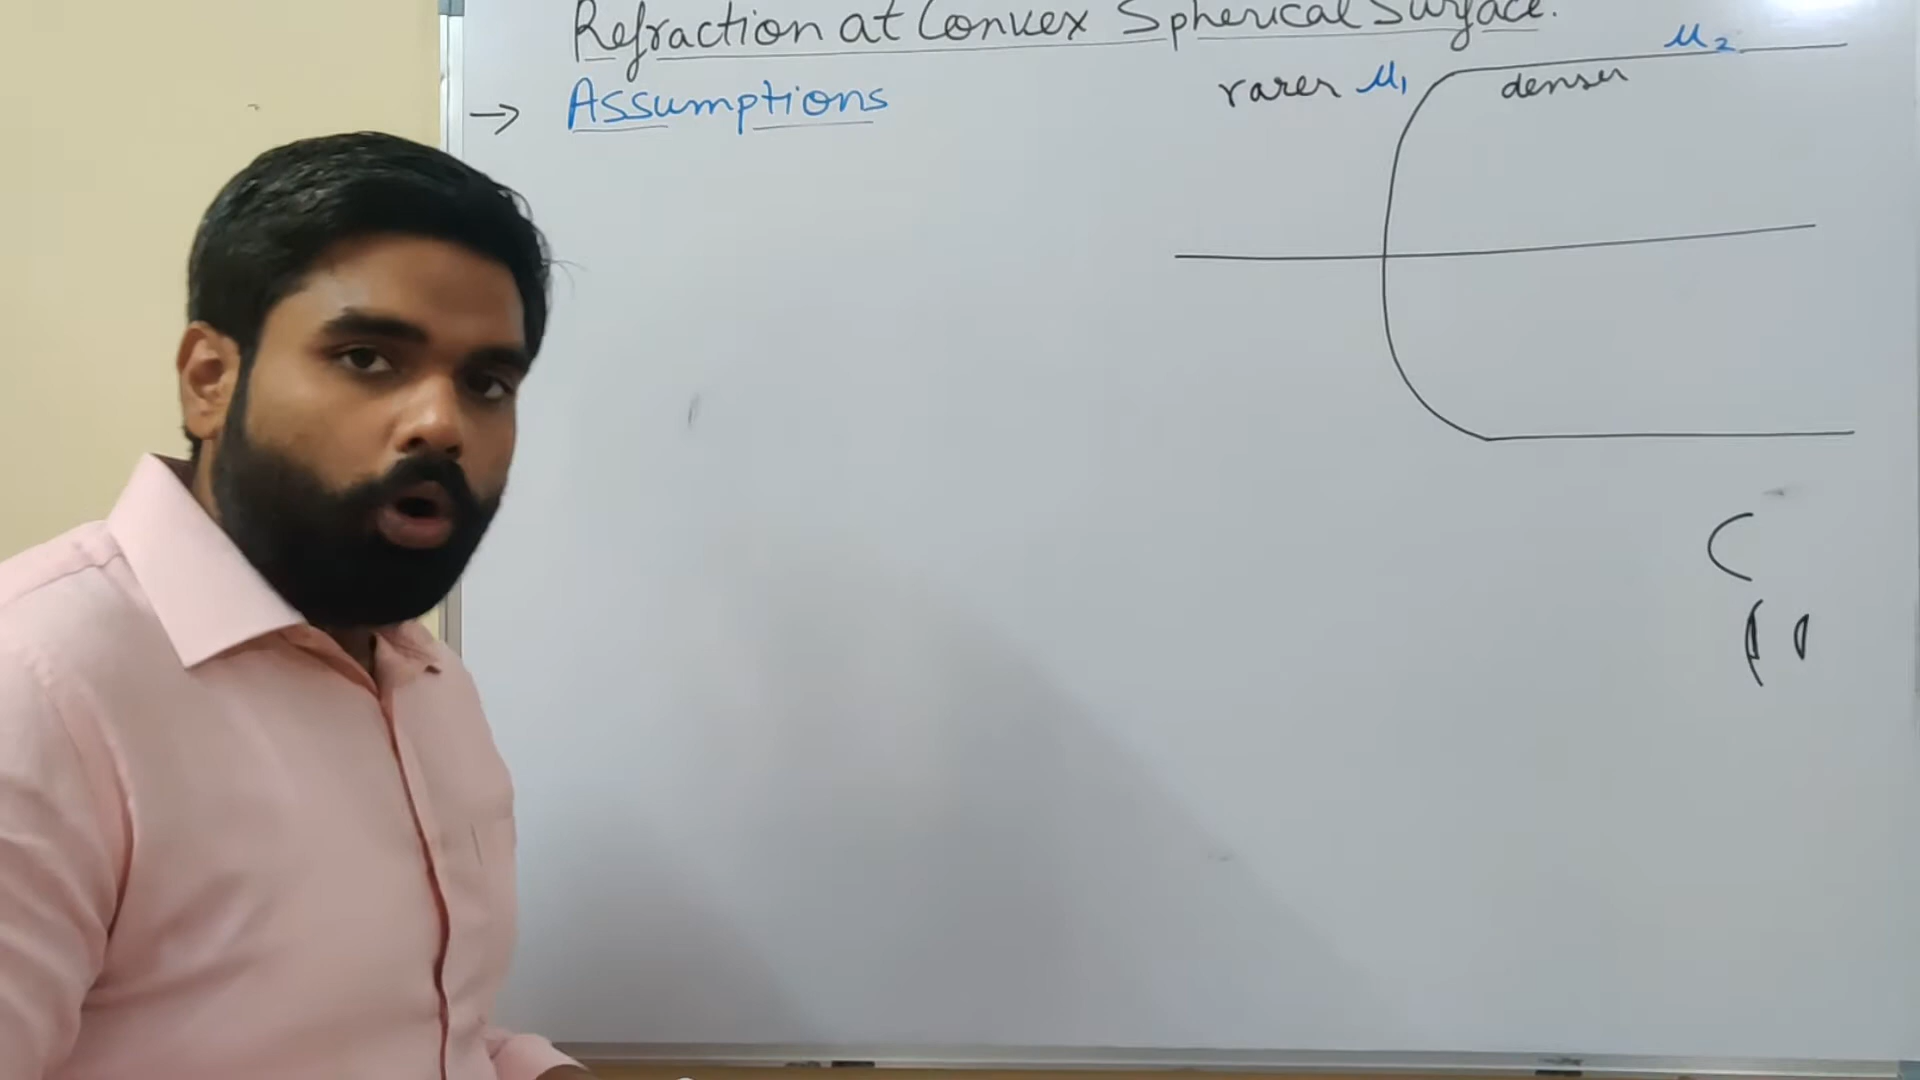 Refraction at Convex Spherical Surface.
→ Assumptions
rarer μ₁
μ₂
denser